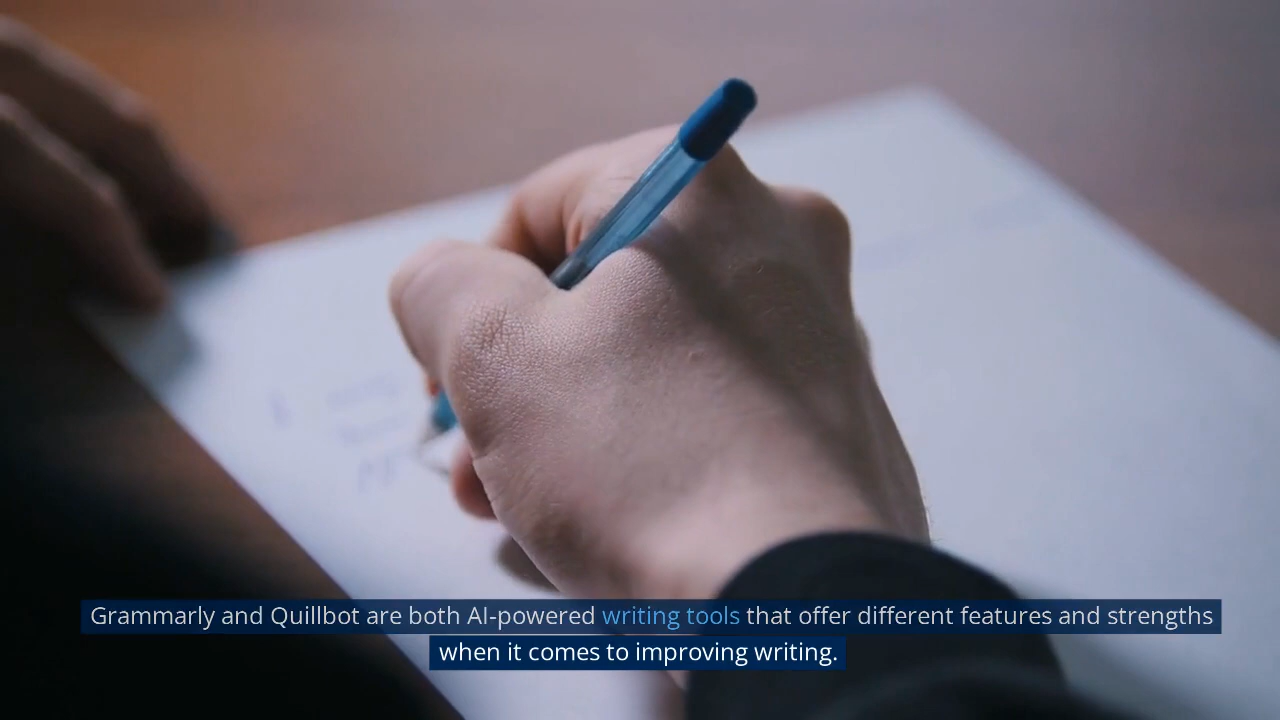 Grammarly and Quillbot are both AI-powered writing tools that offer different features and strengths
when it comes to improving writing.